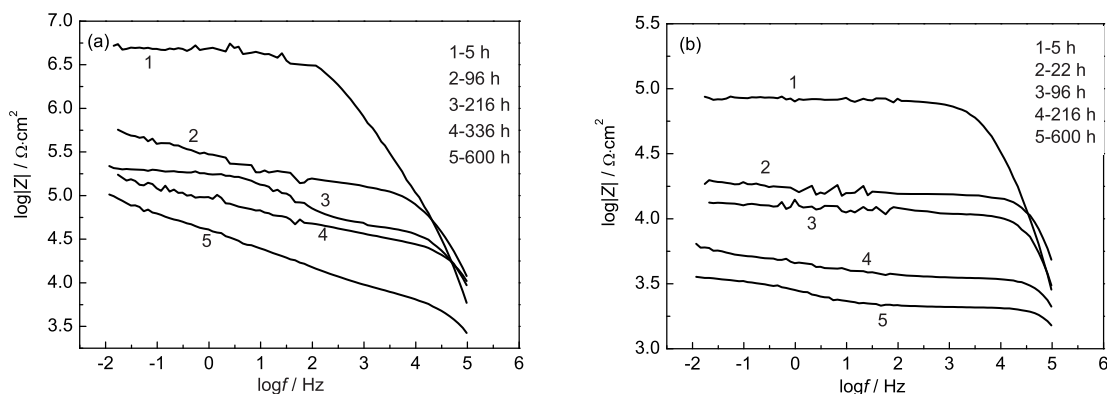 (a)
7.0
6.5
6.0
5.5
5.0
4.5
4.0
3.5
log|Z| / Ω·cm²
-2 -1 0 1 2 3 4 5 6
logf / Hz
1-5 h
2-96 h
3-216 h
4-336 h
5-600 h
1
2
3
4
5
(b)
5.5
5.0
4.5
4.0
3.5
3.0
log|Z| / Ω·cm²
-2 -1 0 1 2 3 4 5 6
logf / Hz
1-5 h
2-22 h
3-96 h
4-216 h
5-600 h
1
2
3
4
5